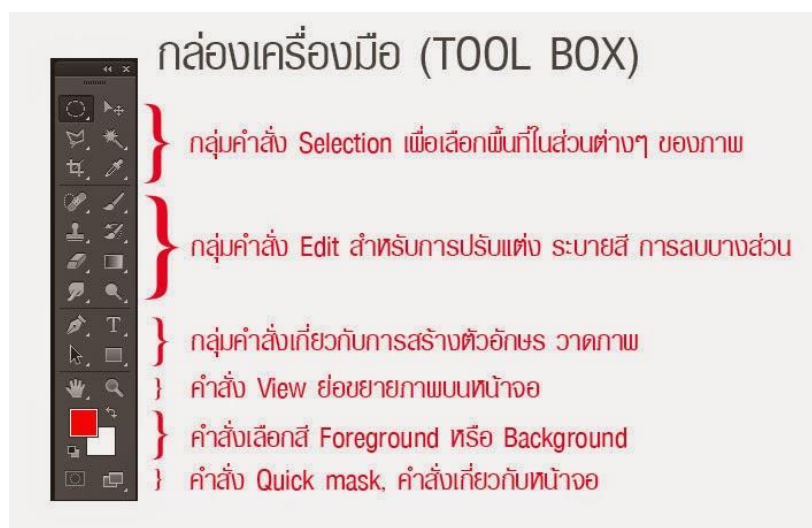 กล่องเครื่องมือ (TOOL BOX)
กลุ่มคำสั่ง Selection เพื่อเลือกพื้นที่ในส่วนต่างๆ ของภาพ
กลุ่มคำสั่ง Edit สำหรับการปรับแต่ง ระบายสี การลบบางส่วน
กลุ่มคำสั่งเกี่ยวกับการสร้างตัวอักษร วาดภาพ
คำสั่ง View ย่อขยายภาพบนหน้าจอ
คำสั่งเลือกสี Foreground หรือ Background
คำสั่ง Quick mask, คำสั่งเกี่ยวกับหน้าจอ